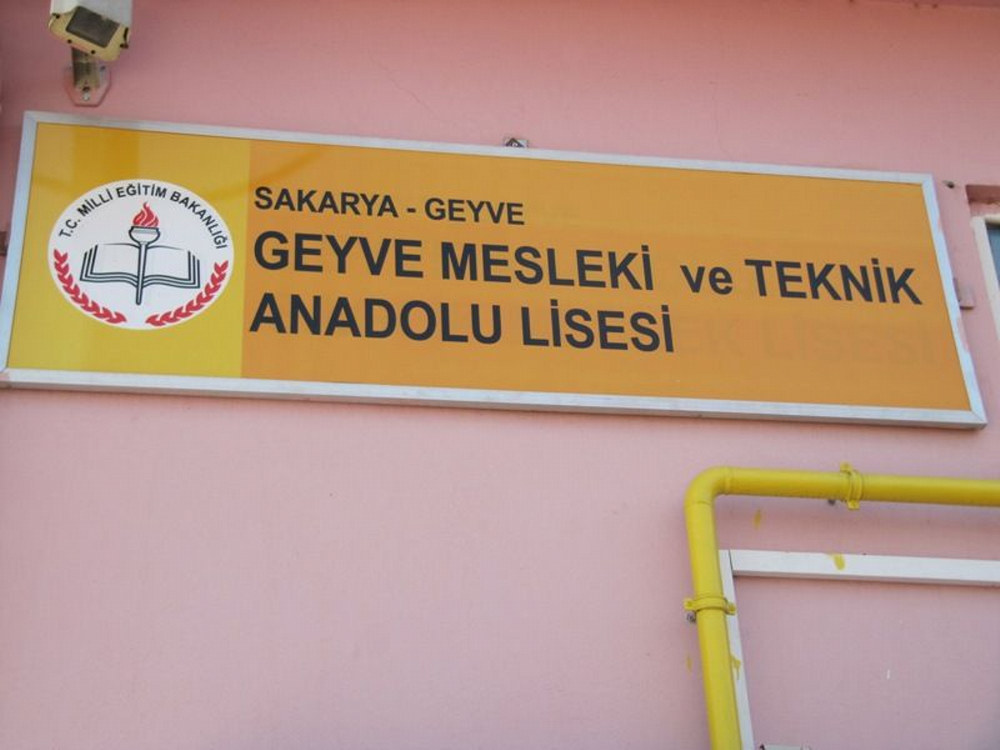 T.C. MİLLİ EĞİTİM BAKANLIĞI
SAKARYA - GEYVE
GEYVE MESLEKİ ve TEKNİK
ANADOLU LİSESİ